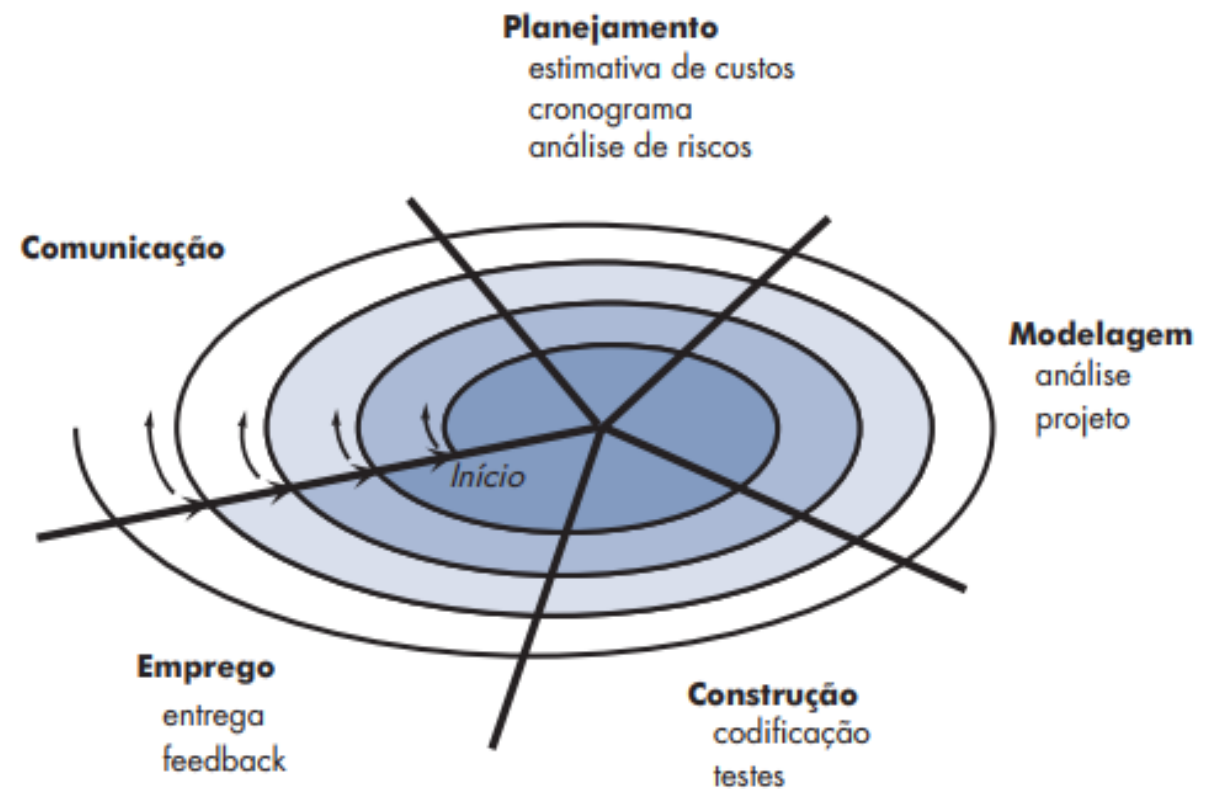 Planejamento
estimativa de custos
cronograma
análise de riscos
Comunicação
Modelagem
análise
projeto
Início
Emprego
entrega
feedback
Construção
codificação
testes